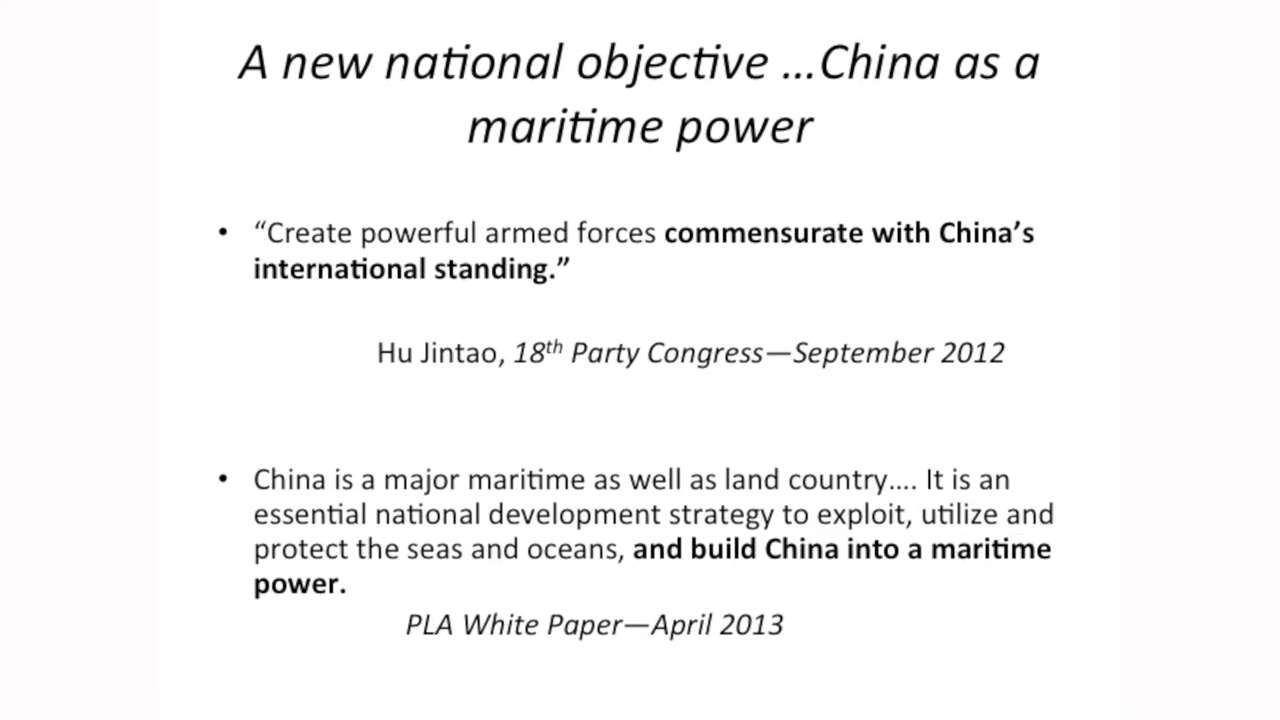 A new national objective ...China as a
maritime power
• “Create powerful armed forces commensurate with China’s
international standing.”
Hu Jintao, 18th Party Congress—September 2012
• China is a major maritime as well as land country.... It is an
essential national development strategy to exploit, utilize and
protect the seas and oceans, and build China into a maritime
power.
PLA White Paper—April 2013